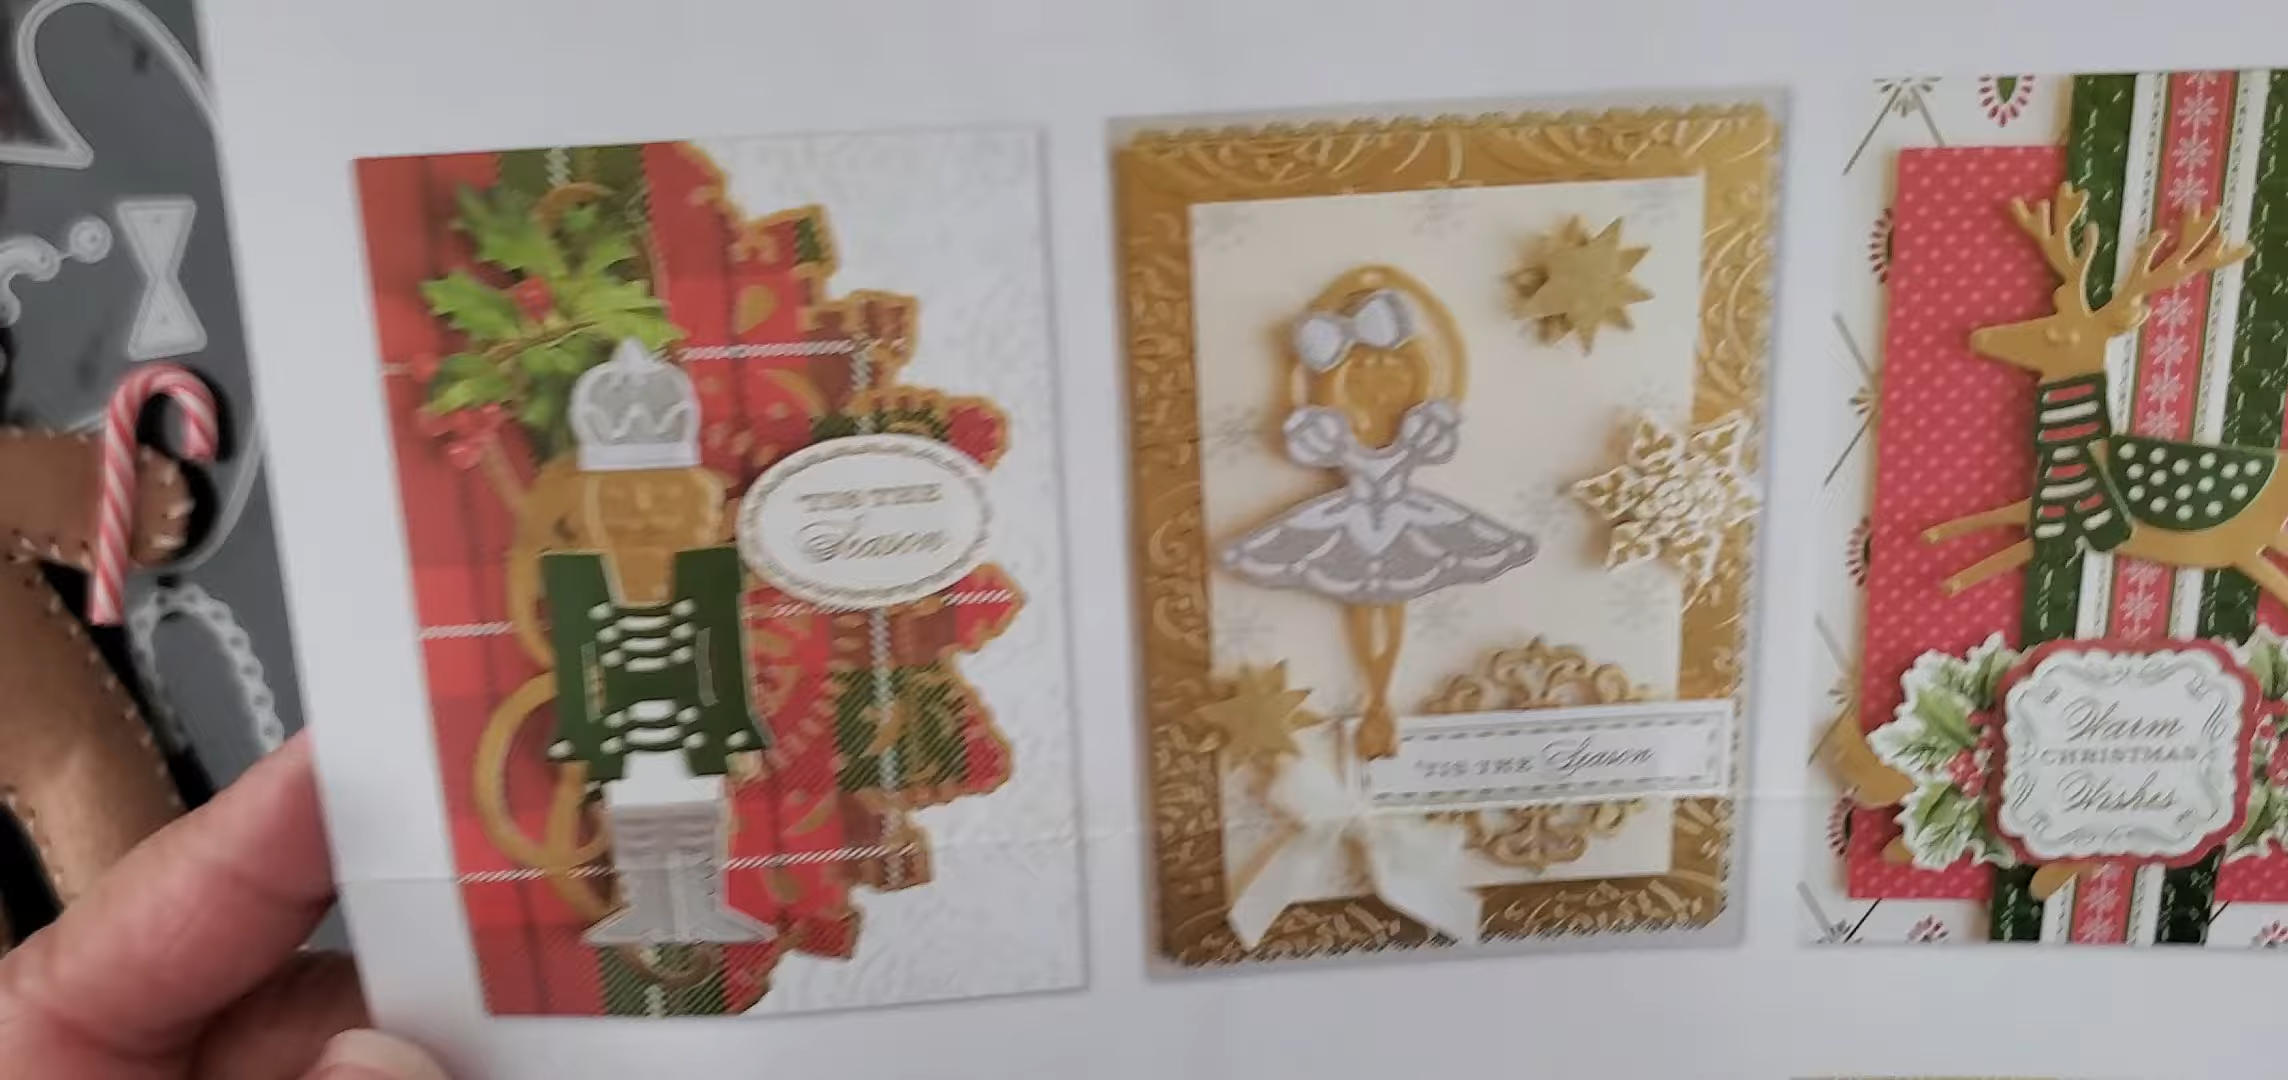 'TIS THE
Season
'TIS THE Season
Warm
CHRISTMAS
Wishes